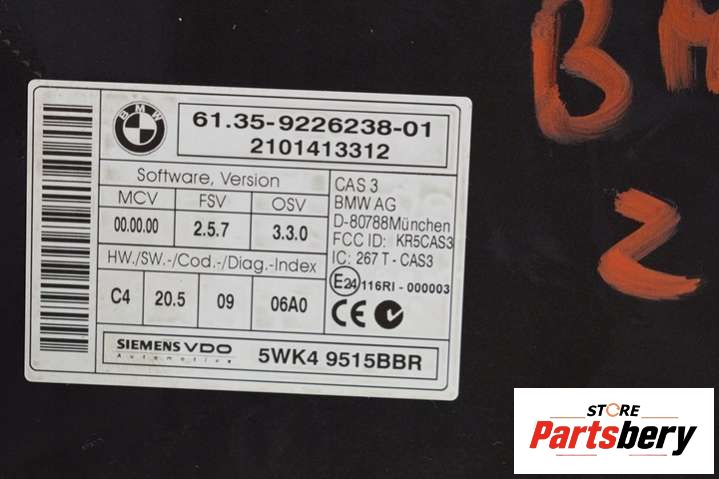 BMW
61.35-9226238-01
2101413312
Software, Version
MCV FSV OSV
00.00.00 2.5.7 3.3.0
HW./SW.-/Cod.-/Diag.-Index
C4 20.5 09 06A0
CAS 3
BMW AG
D-80788München
FCC ID: KR5CAS3
IC: 267 T - CAS3
E24 116RI - 000003
CE
SIEMENS VDO
Automotive
5WK4 9515BBR
BM
2
STORE
Partsbery